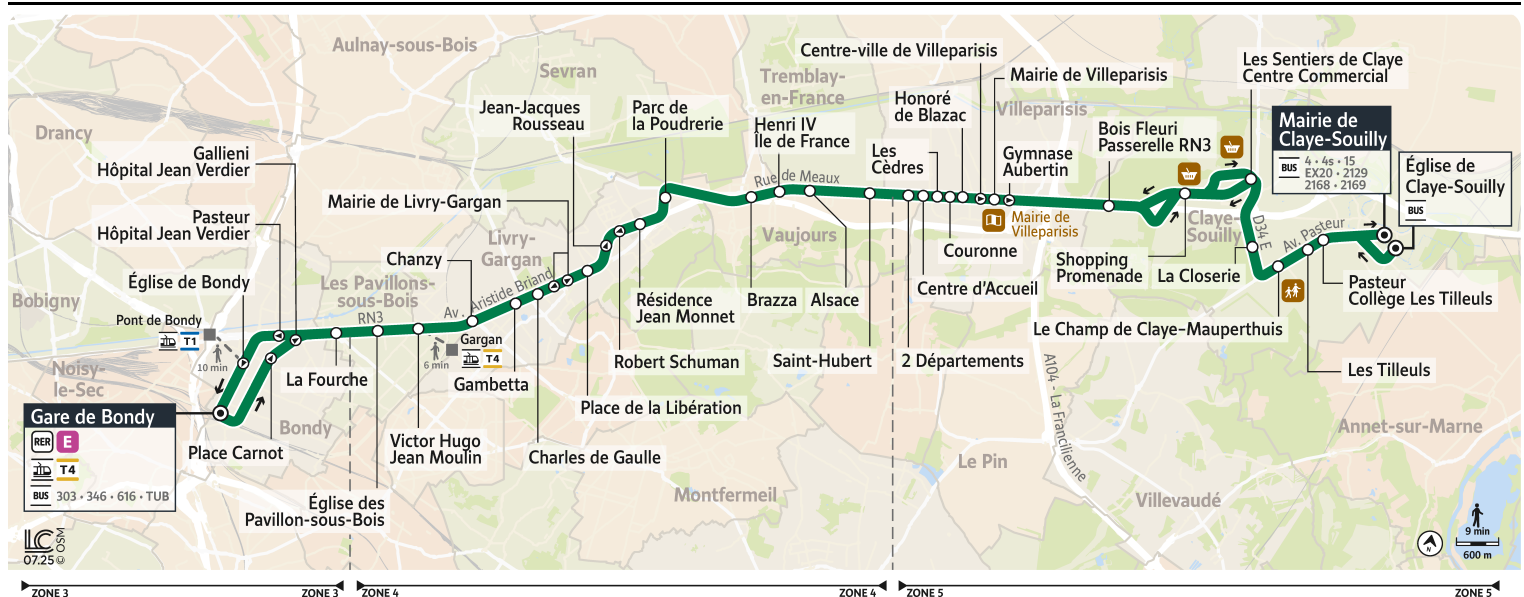 Aulnay-sous-Bois
Sevran
Tremblay-
en-France
Villeparisis
Drancy
Bobigny
Noisy-
le-Sec
Bondy
Les Pavillons-
sous-Bois
Livry-
Gargan
Vaujours
Montfermeil
Le Pin
Villevaudé
Annet-sur-Marne
Claye-
Souilly
Centre-ville de Villeparisis
Mairie de Villeparisis
Les Sentiers de Claye
Centre Commercial
Jean-Jacques
Rousseau
Parc de
la Poudrerie
Honoré
de Blazac
Henri IV
Île de France
Les
Cèdres
Gymnase
Aubertin
Bois Fleuri
Passerelle RN3
Mairie de
Claye-Souilly
BUS
4 • 4s • 15
EX20 • 2129
2168 • 2169
Église de
Claye-Souilly
BUS
Gallieni
Hôpital Jean Verdier
Mairie de Livry-Gargan
Pasteur
Hôpital Jean Verdier
Chanzy
Église de Bondy
Pont de Bondy
T1
10 min
RN3
Av. Aristide Briand
Rue de Meaux
Gargan
T4
6 min
Mairie de
Villeparisis
D34E
Av. Pasteur
A104 - La Francilienne
Couronne
Shopping
Promenade
La Closerie
Centre d'Accueil
Pasteur
Collège Les Tilleuls
Résidence
Jean Monnet
Brazza
Alsace
Le Champ de Claye-Mauperthuis
Robert Schuman
Saint-Hubert
2 Départements
Les Tilleuls
La Fourche
Gambetta
Place de la Libération
Gare de Bondy
RER E
T4
BUS 303 • 346 • 616 • TUB
Place Carnot
Victor Hugo
Jean Moulin
Charles de Gaulle
Église des
Pavillon-sous-Bois
LC
07.25
© OSM
N
9 min
600 m
ZONE 3
ZONE 3
ZONE 4
ZONE 4
ZONE 5
ZONE 5